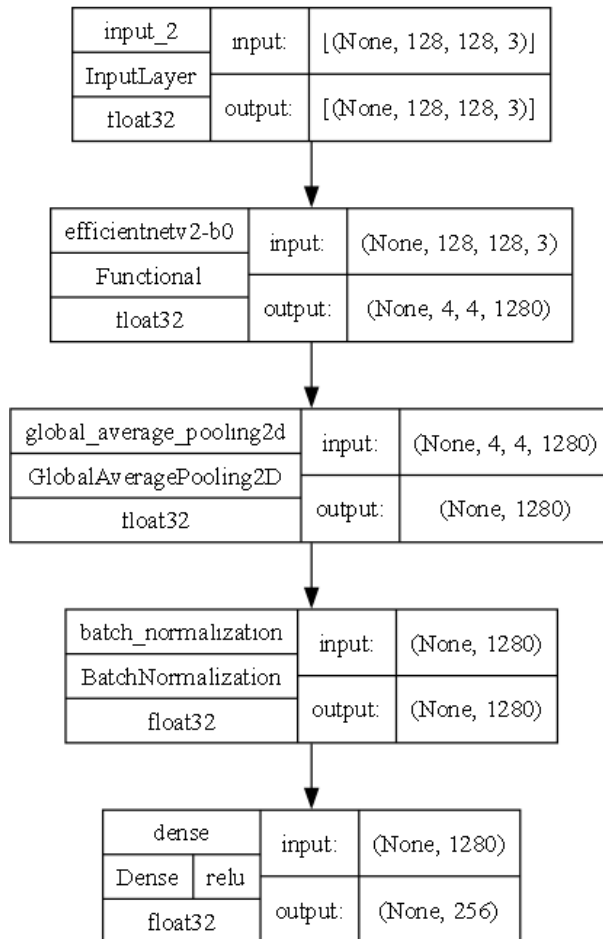 input_2
InputLayer
float32
input:
[(None, 128, 128, 3)]
output:
[(None, 128, 128, 3)]
efficientnetv2-b0
Functional
float32
input:
(None, 128, 128, 3)
output:
(None, 4, 4, 1280)
global_average_pooling2d
GlobalAveragePooling2D
float32
input:
(None, 4, 4, 1280)
output:
(None, 1280)
batch_normalization
BatchNormalization
float32
input:
(None, 1280)
output:
(None, 1280)
dense
Dense relu
float32
input:
(None, 1280)
output:
(None, 256)